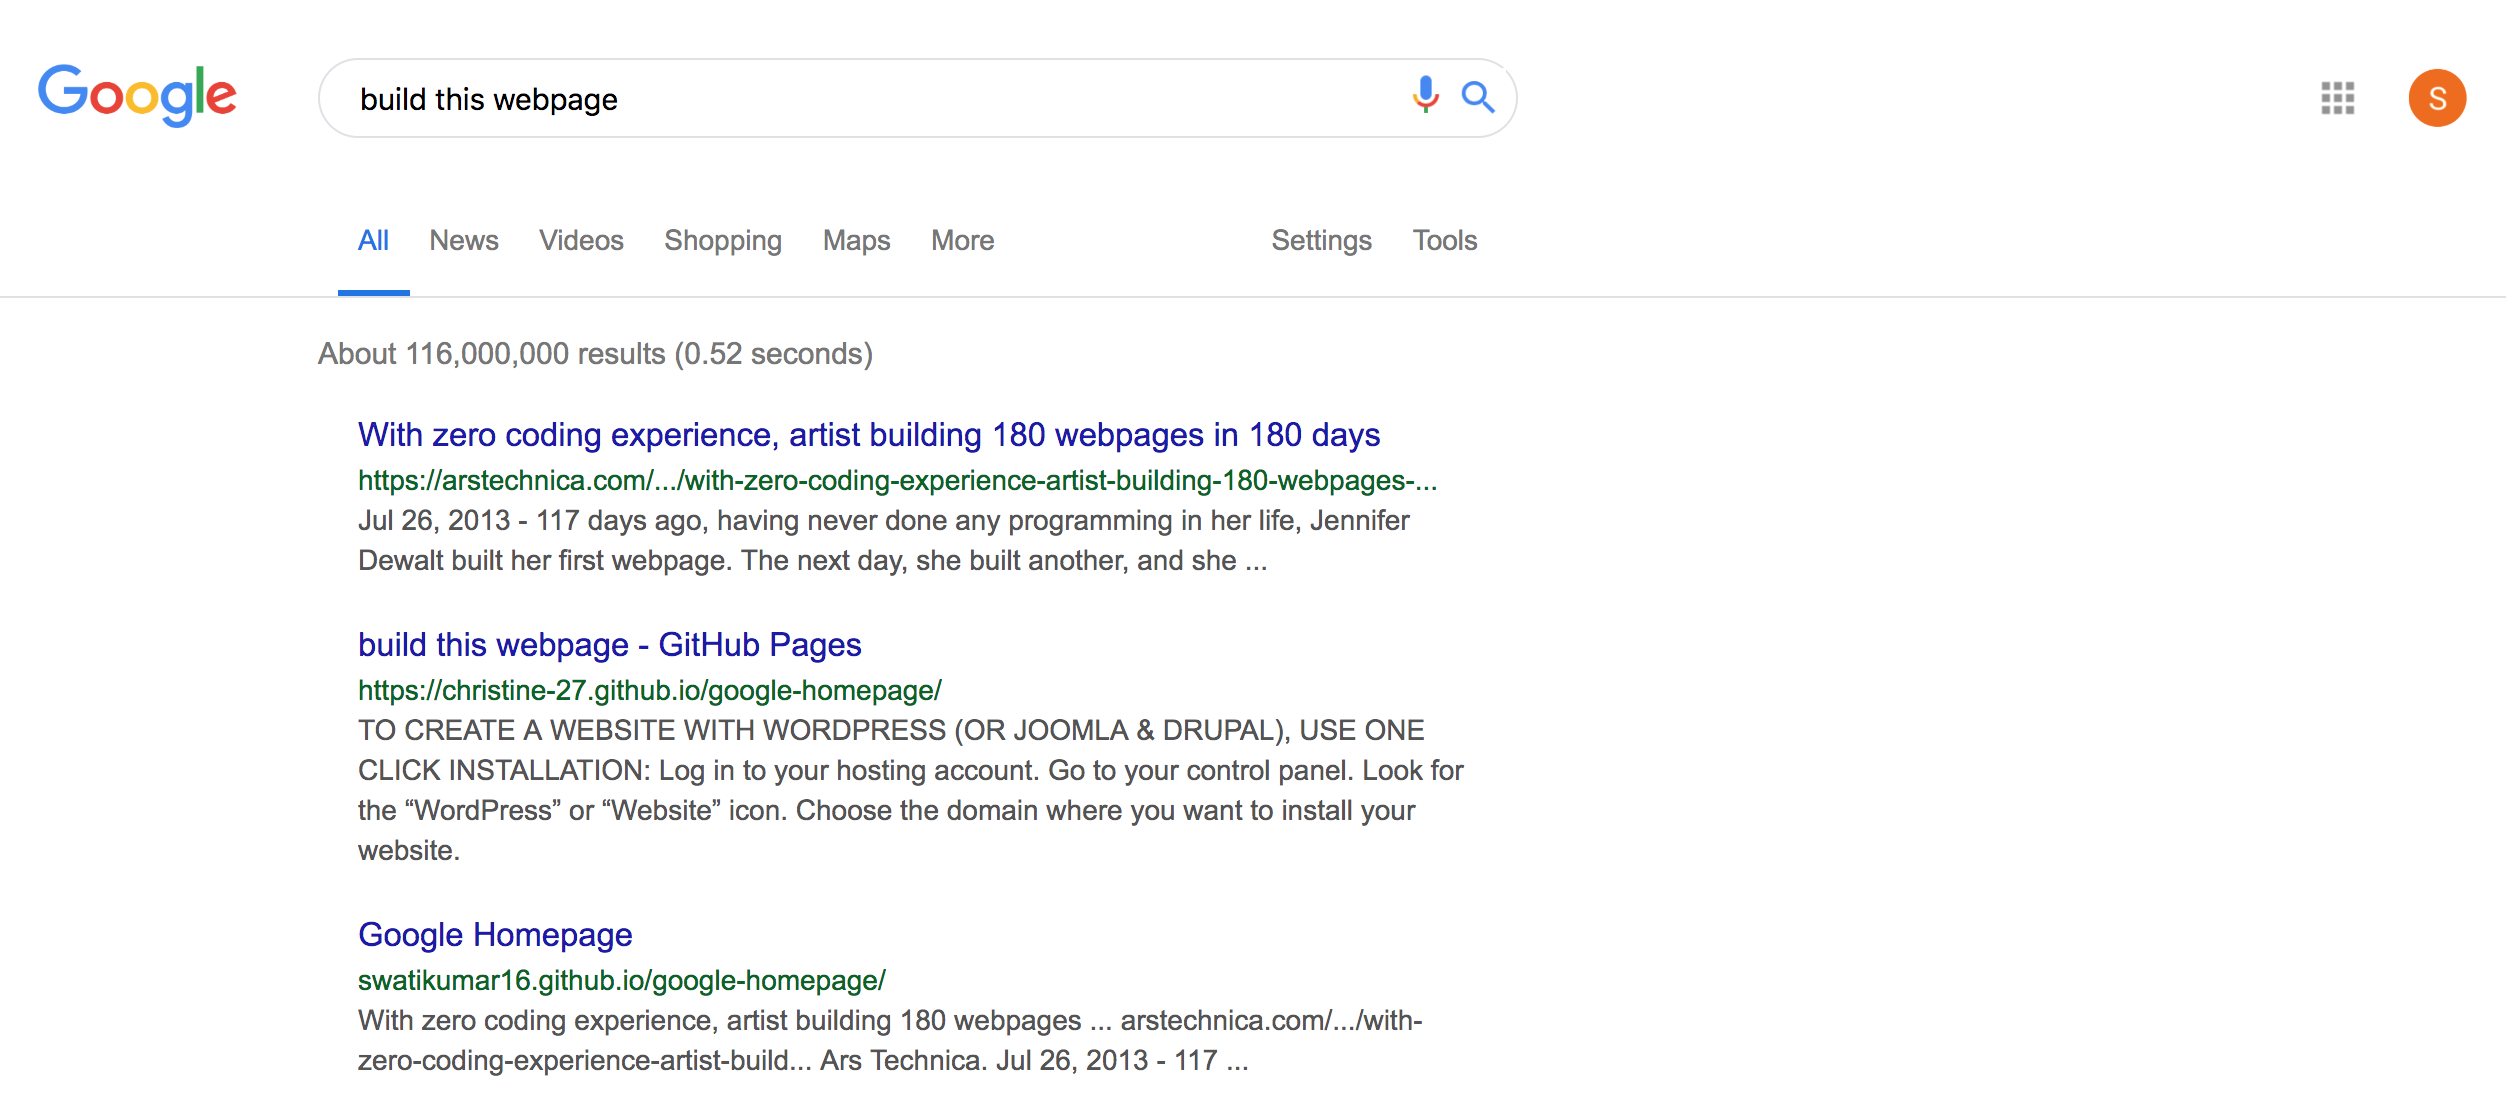 Google
build this webpage
S
All News Videos Shopping Maps More Settings Tools
About 116,000,000 results (0.52 seconds)
With zero coding experience, artist building 180 webpages in 180 days
https://arstechnica.com/.../with-zero-coding-experience-artist-building-180-webpages-...
Jul 26, 2013 - 117 days ago, having never done any programming in her life, Jennifer
Dewalt built her first webpage. The next day, she built another, and she ...
build this webpage - GitHub Pages
https://christine-27.github.io/google-homepage/
TO CREATE A WEBSITE WITH WORDPRESS (OR JOOMLA & DRUPAL), USE ONE
CLICK INSTALLATION: Log in to your hosting account. Go to your control panel. Look for
the “WordPress” or “Website” icon. Choose the domain where you want to install your
website.
Google Homepage
swatikumar16.github.io/google-homepage/
With zero coding experience, artist building 180 webpages ... arstechnica.com/.../with-
zero-coding-experience-artist-build... Ars Technica. Jul 26, 2013 - 117 ...